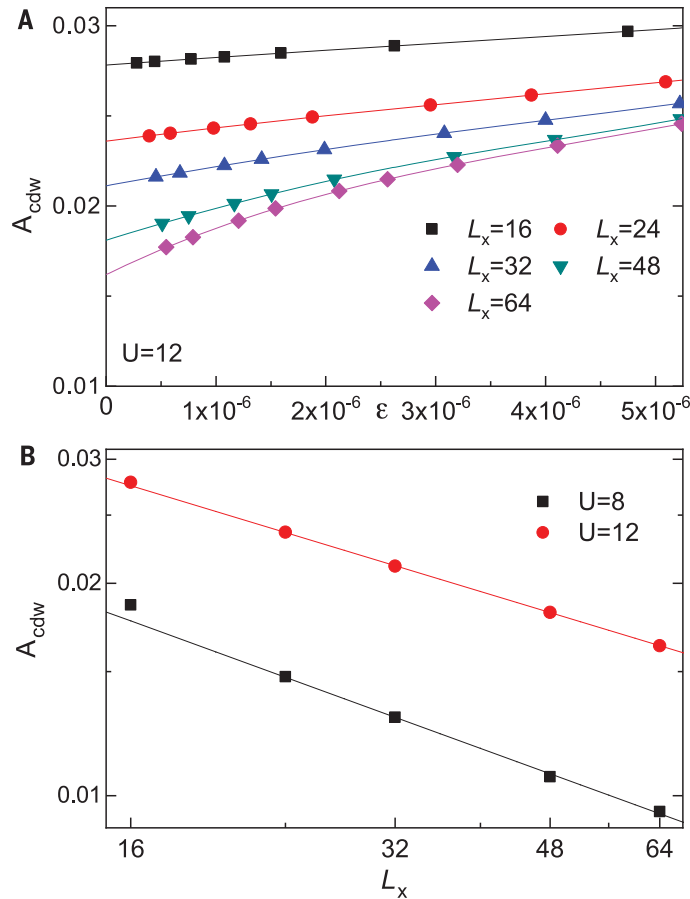 A
0.03
0.02
0.01
A_cdw
L_x=16
L_x=24
L_x=32
L_x=48
L_x=64
U=12
0
1x10^-6
2x10^-6
ε
3x10^-6
4x10^-6
5x10^-6
B
0.03
0.02
0.01
A_cdw
U=8
U=12
16
32
48
64
L_x